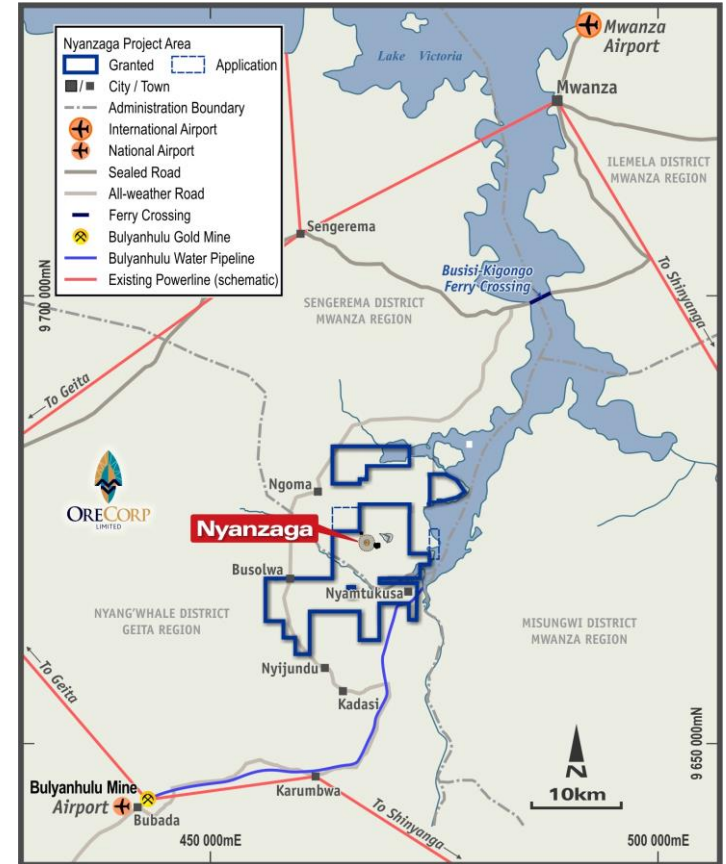 Nyanzaga Project Area
Granted
Application
/ City / Town
Administration Boundary
International Airport
National Airport
Sealed Road
All-weather Road
Ferry Crossing
Bulyanhulu Gold Mine
Bulyanhulu Water Pipeline
Existing Powerline (schematic)
Lake Victoria
Mwanza
Airport
Mwanza
ILEMELA DISTRICT
MWANZA REGION
Sengerema
To Shinyanga
Busisi-Kigongo
Ferry Crossing
SENGEREMA DISTRICT
MWANZA REGION
9 700 000mN
To Geita
ORECORP
LIMITED
Ngoma
Nyanzaga
Busolwa
Nyamtukusa
NYANG'WHALE DISTRICT
GEITA REGION
MISUNGWI DISTRICT
MWANZA REGION
Nyijundu
Kadasi
To Geita
9 650 000mN
N
10km
Bulyanhulu Mine
Airport
Bubada
Karumbwa
To Shinyanga
450 000mE
500 000mE